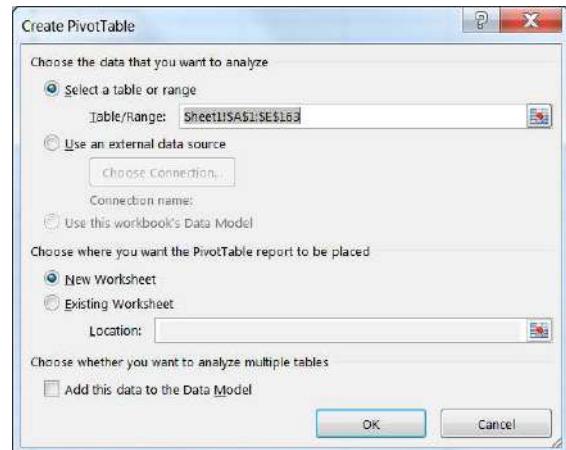 Create PivotTable
Choose the data that you want to analyze
Select a table or range
Table/Range: Sheet1!$A$1:$E$163
Use an external data source
Choose Connection...
Connection name:
Use this workbook's Data Model
Choose where you want the PivotTable report to be placed
New Worksheet
Existing Worksheet
Location:
Choose whether you want to analyze multiple tables
Add this data to the Data Model
OK Cancel